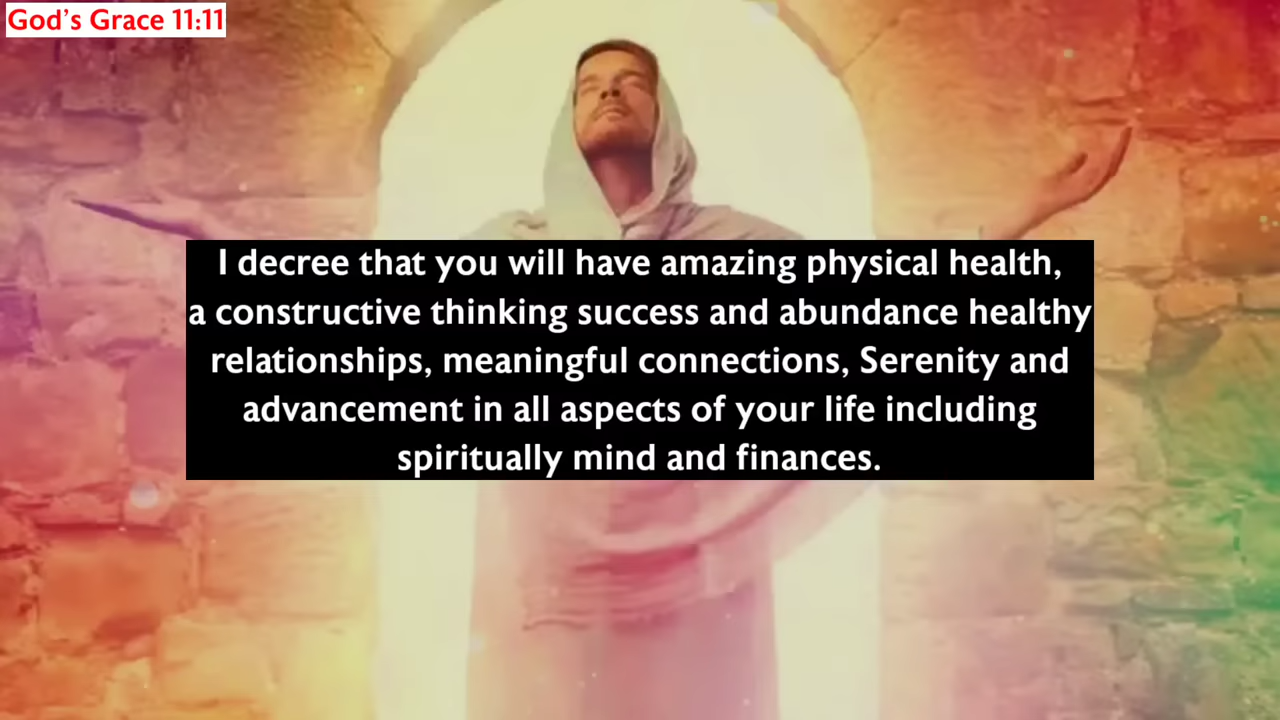 God's Grace 11:11
I decree that you will have amazing physical health,
a constructive thinking success and abundance healthy
relationships, meaningful connections, Serenity and
advancement in all aspects of your life including
spiritually mind and finances.